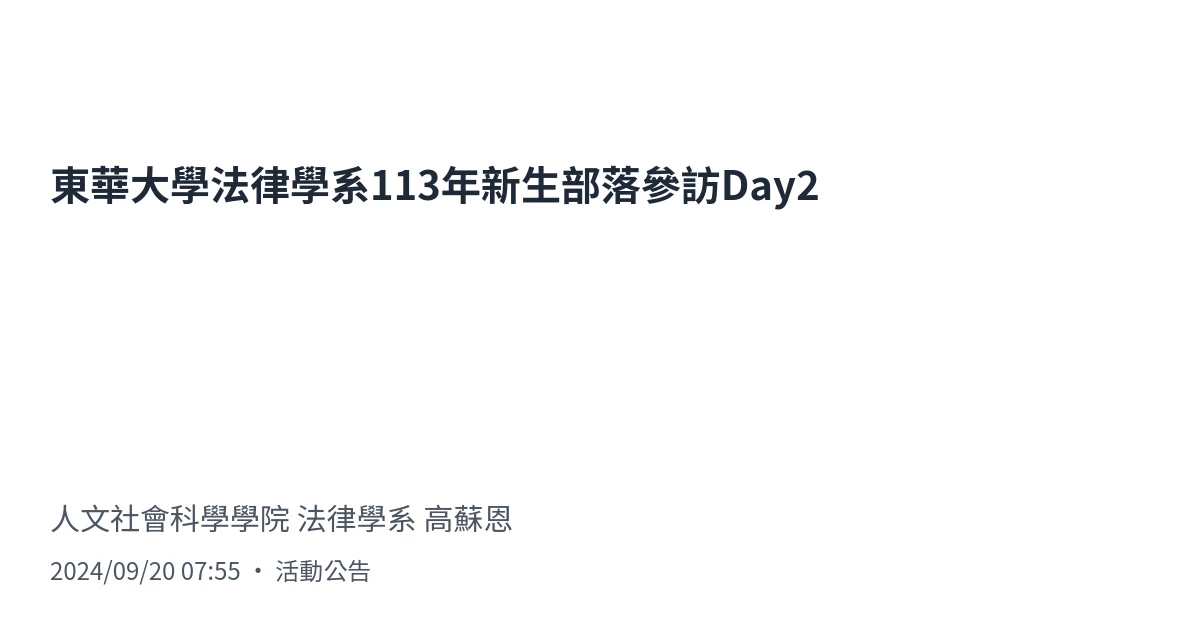 東華大學法律學系113年新生部落參訪Day2
人文社會科學學院 法律學系 高蘇恩
2024/09/20 07:55 • 活動公告